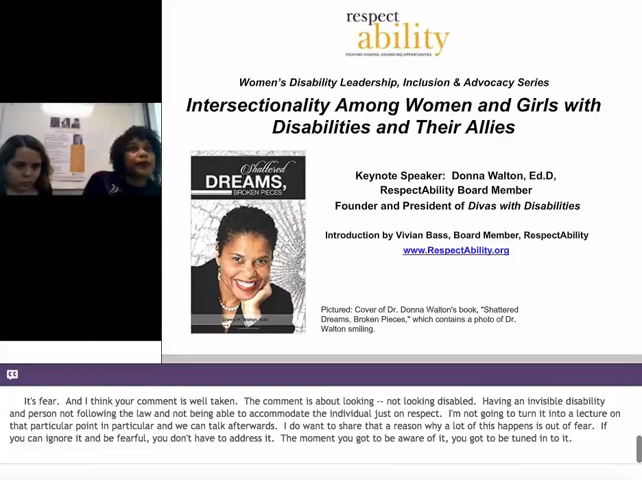 respect
ability
FIGHTING STIGMA. ADVANCING OPPORTUNITIES.
Women's Disability Leadership, Inclusion & Advocacy Series
Intersectionality Among Women and Girls with
Disabilities and Their Allies
Shattered
DREAMS,
BROKEN PIECES
Keynote Speaker: Donna Walton, Ed.D,
RespectAbility Board Member
Founder and President of Divas with Disabilities
Introduction by Vivian Bass, Board Member, RespectAbility
www.RespectAbility.org
Pictured: Cover of Dr. Donna Walton's book, "Shattered
Dreams, Broken Pieces," which contains a photo of Dr.
Walton smiling.
It's fear. And I think your comment is well taken. The comment is about looking -- not looking disabled. Having an invisible disability
and person not following the law and not being able to accommodate the individual just on respect. I'm not going to turn it into a lecture on
that particular point in particular and we can talk afterwards. I do want to share that a reason why a lot of this happens is out of fear. If
you can ignore it and be fearful, you don't have to address it. The moment you got to be aware of it, you got to be tuned in to it.